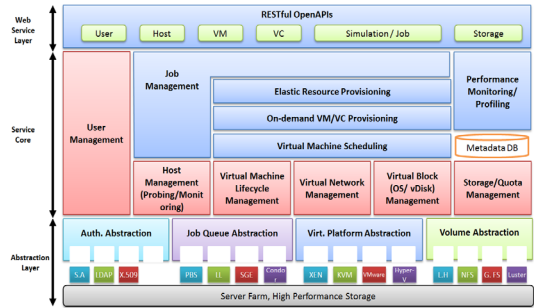 Web
Service
Layer
RESTful OpenAPIs
User
Host
VM
VC
Simulation / Job
Storage
Service
Core
User
Management
Job
Management
Elastic Resource Provisioning
On-demand VM/VC Provisioning
Virtual Machine Scheduling
Performance
Monitoring/
Profiling
Metadata DB
Host
Management
(Probing/Monit
oring)
Virtual Machine
Lifecycle
Management
Virtual Network
Management
Virtual Block
(OS/ vDisk)
Management
Storage/Quota
Management
Abstraction
Layer
Auth. Abstraction
Job Queue Abstraction
Virt. Platform Abstraction
Volume Abstraction
S.A
LDAP
X.509
PBS
LL
SGE
Condo
r
XEN
KVM
VMware
Hyper-
V
L.H
NFS
G. FS
Luster
Server Farm, High Performance Storage